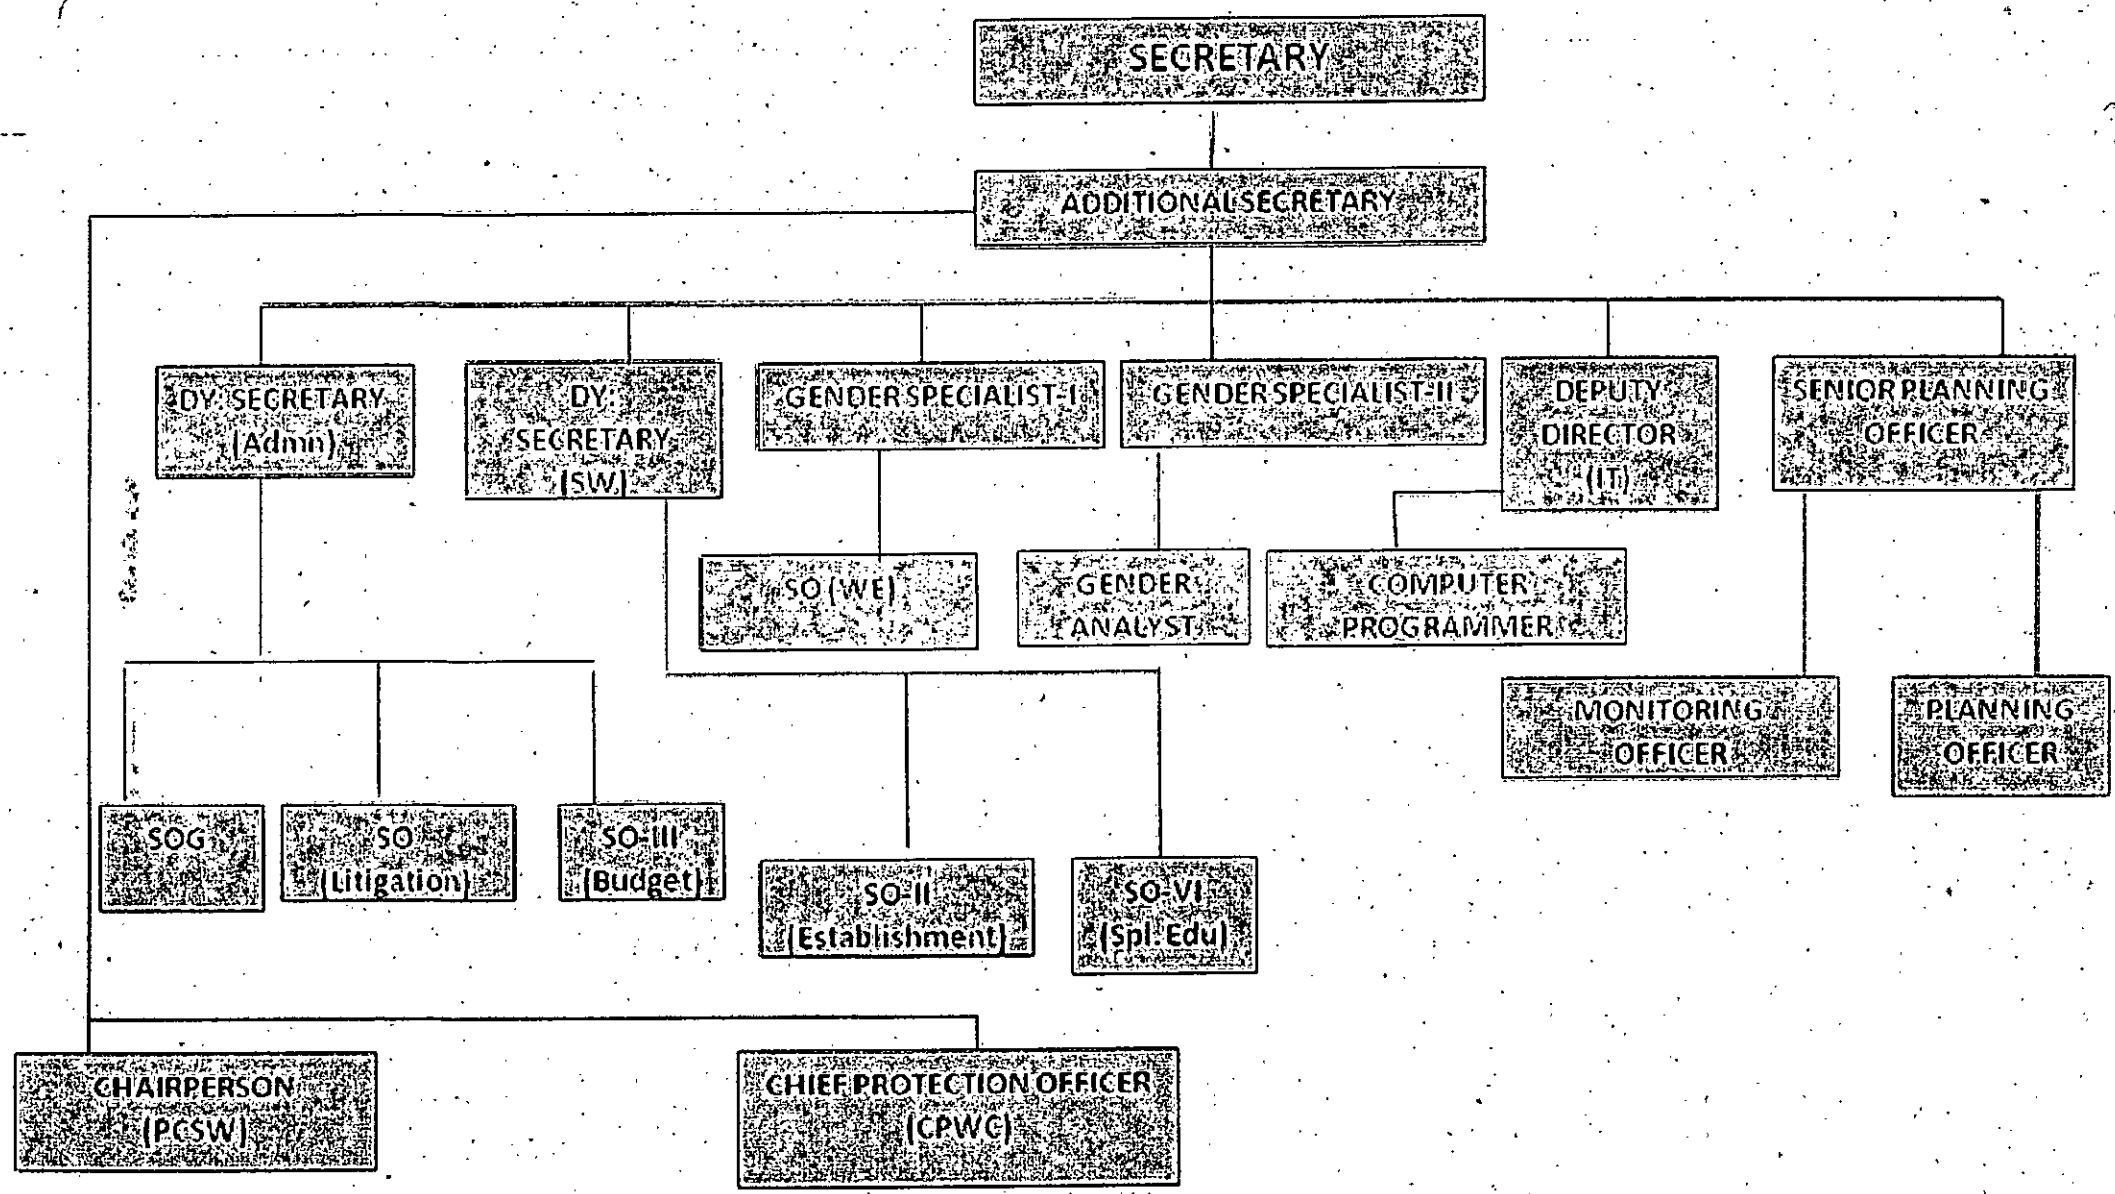 SECRETARY
ADDITIONAL SECRETARY
DY: SECRETARY
(Admn)
DY:
SECRETARY
(SW)
GENDER SPECIALIST-I
GENDER SPECIALIST-II
DEPUTY
DIRECTOR
(IT)
SENIOR PLANNING
OFFICER
SO (WE)
GENDER
ANALYST
COMPUTER
PROGRAMMER
MONITORING
OFFICER
PLANNING
OFFICER
SOG
SO
(Litigation)
SO-III
(Budget)
SO-II
(Establishment)
SO-VI
(Spl. Edu)
CHAIRPERSON
(PCSW)
CHIEF PROTECTION OFFICER
(CPWC)